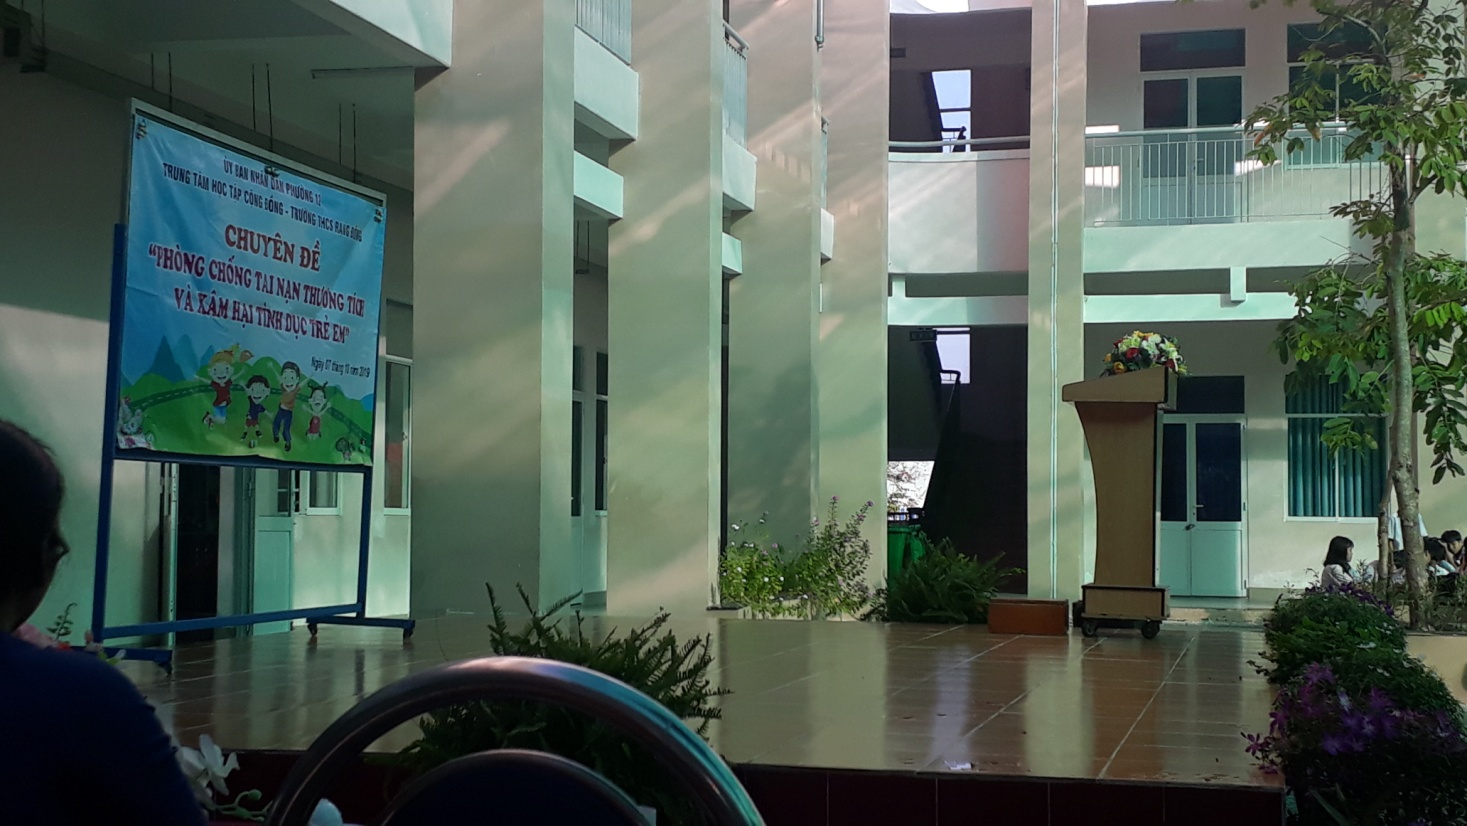 ỦY BAN NHÂN DÂN PHƯỜNG 12
TRUNG TÂM HỌC TẬP CỘNG ĐỒNG - TRƯỜNG THCS RẠNG ĐÔNG
CHUYÊN ĐỀ
“PHÒNG CHỐNG TAI NẠN THƯƠNG TÍCH
VÀ XÂM HẠI TÌNH DỤC TRẺ EM”
Ngày 07 tháng 10 năm 2019